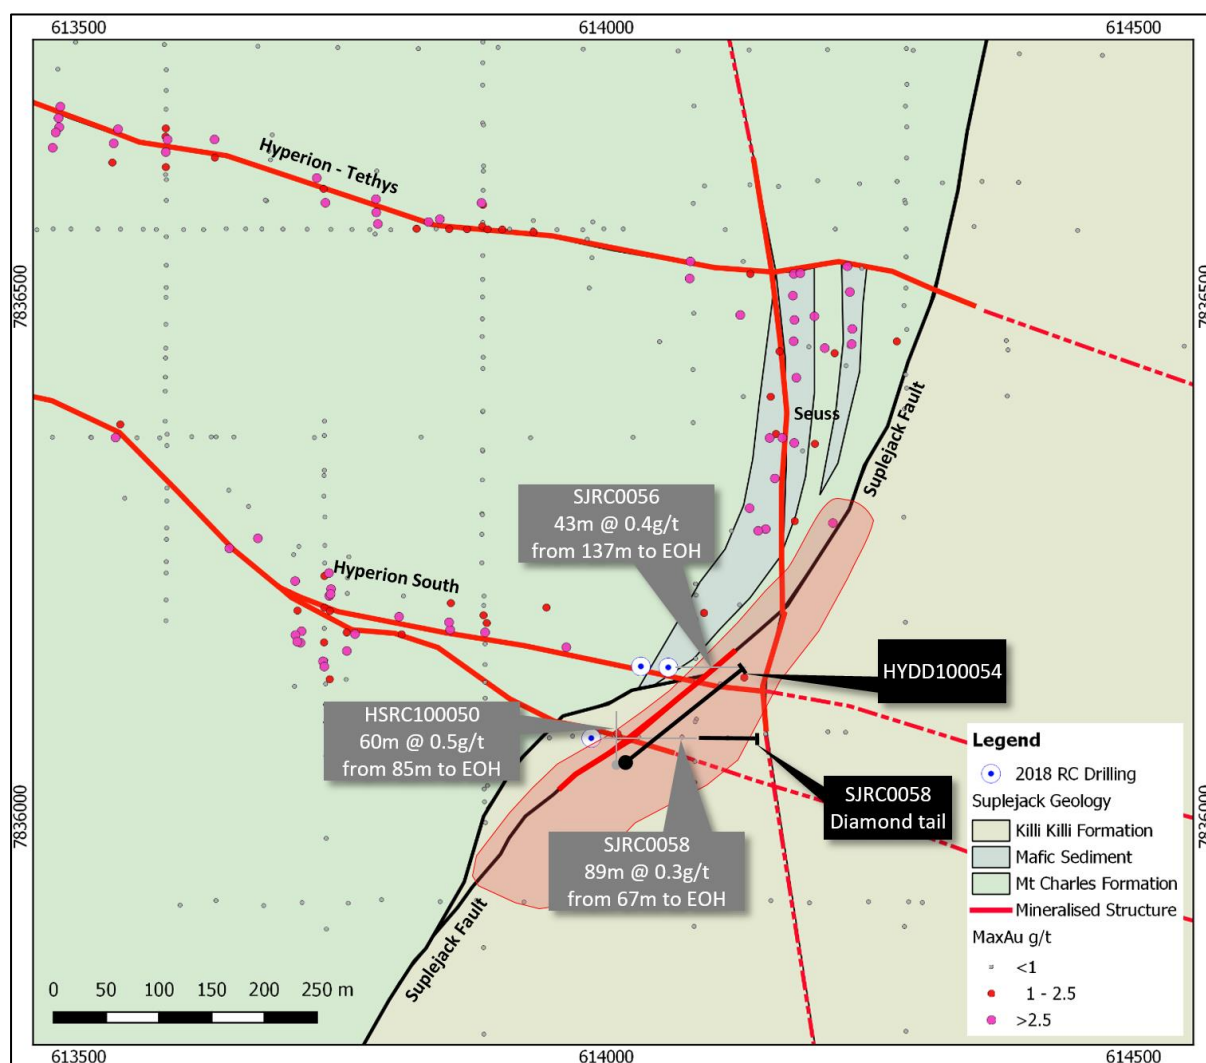 613500
614000
614500
7836500
7836500
Hyperion - Tethys
Seuss
Suplejack Fault
SJRC0056
43m @ 0.4g/t
from 137m to EOH
Hyperion South
HYDD100054
HSRC100050
60m @ 0.5g/t
from 85m to EOH
SJRC0058
Diamond tail
SJRC0058
89m @ 0.3g/t
from 67m to EOH
Suplejack Fault
7836000
7836000
Legend
2018 RC Drilling
Suplejack Geology
Killi Killi Formation
Mafic Sediment
Mt Charles Formation
Mineralised Structure
MaxAu g/t
<1
1 - 2.5
>2.5
0 50 100 150 200 250 m
613500
614000
614500